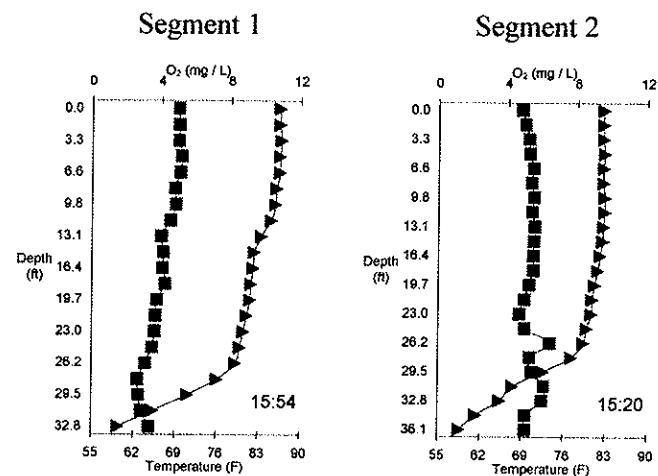 Segment 1
Segment 2
0 4 8 12
O₂ (mg / L)
0 4 8 12
O₂ (mg / L)
0.0
3.3
6.6
9.8
13.1
Depth
(ft)
16.4
19.7
23.0
26.2
29.5
32.8
15:54
55 62 69 76 83 90
Temperature (F)
0.0
3.3
6.6
9.8
13.1
Depth
(ft)
16.4
19.7
23.0
26.2
29.5
32.8
36.1
15:20
55 62 69 76 83 90
Temperature (F)